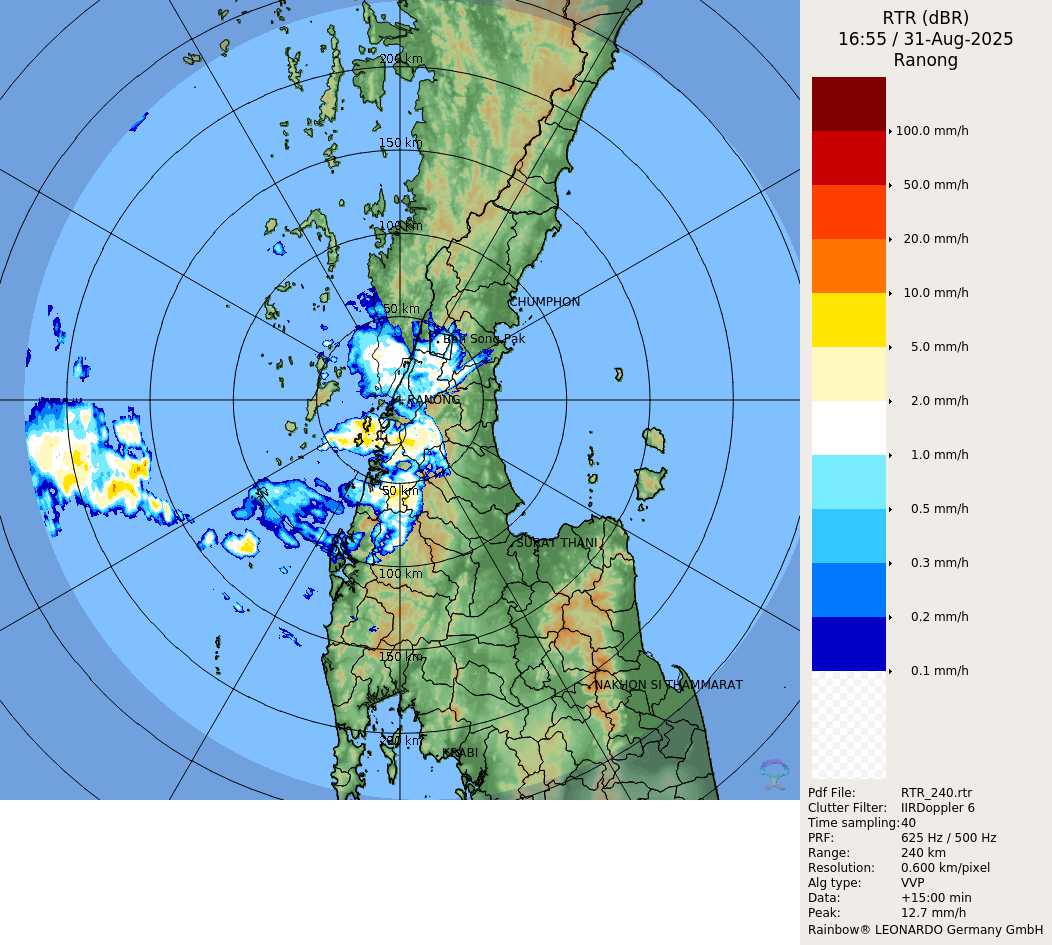 RTR (dBR)
16:55 / 31-Aug-2025
Ranong
200 km
150 km
100 km
50 km
CHUMPHON
Ban Song Pak
RANONG
50 km
SURAT THANI
100 km
150 km
NAKHON SI THAMMARAT
200 km
KRABI
100.0 mm/h
50.0 mm/h
20.0 mm/h
10.0 mm/h
5.0 mm/h
2.0 mm/h
1.0 mm/h
0.5 mm/h
0.3 mm/h
0.2 mm/h
0.1 mm/h
Pdf File: RTR_240.rtr
Clutter Filter: IIRDoppler 6
Time sampling:40
PRF: 625 Hz / 500 Hz
Range: 240 km
Resolution: 0.600 km/pixel
Alg type: VVP
Data: +15:00 min
Peak: 12.7 mm/h
Rainbow® LEONARDO Germany GmbH